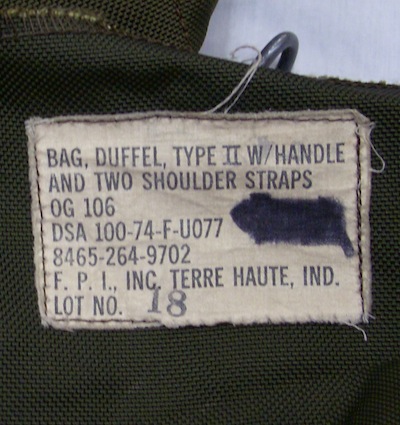 BAG, DUFFEL, TYPE II W/HANDLE
AND TWO SHOULDER STRAPS
OG 106
DSA 100-74-F-U077
8465-264-9702
F. P. I., INC. TERRE HAUTE, IND.
LOT NO. 18